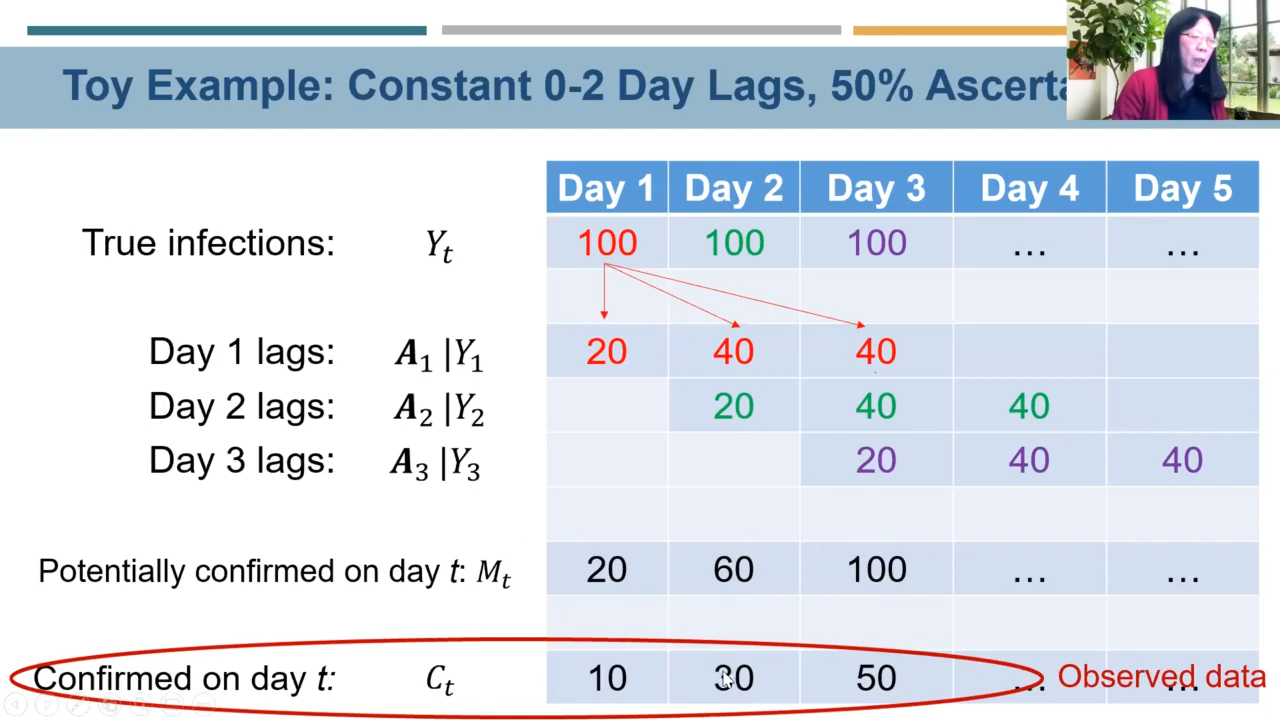 Toy Example: Constant 0-2 Day Lags, 50% Ascerta
Day 1 Day 2 Day 3 Day 4 Day 5
True infections: Yₜ 100 100 100 … …
Day 1 lags: A₁ |Y₁ 20 40 40
Day 2 lags: A₂ |Y₂ 20 40 40
Day 3 lags: A₃ |Y₃ 20 40 40
Potentially confirmed on day t: Mₜ 20 60 100 … …
Confirmed on day t: Cₜ 10 30 50 … …
Observed data